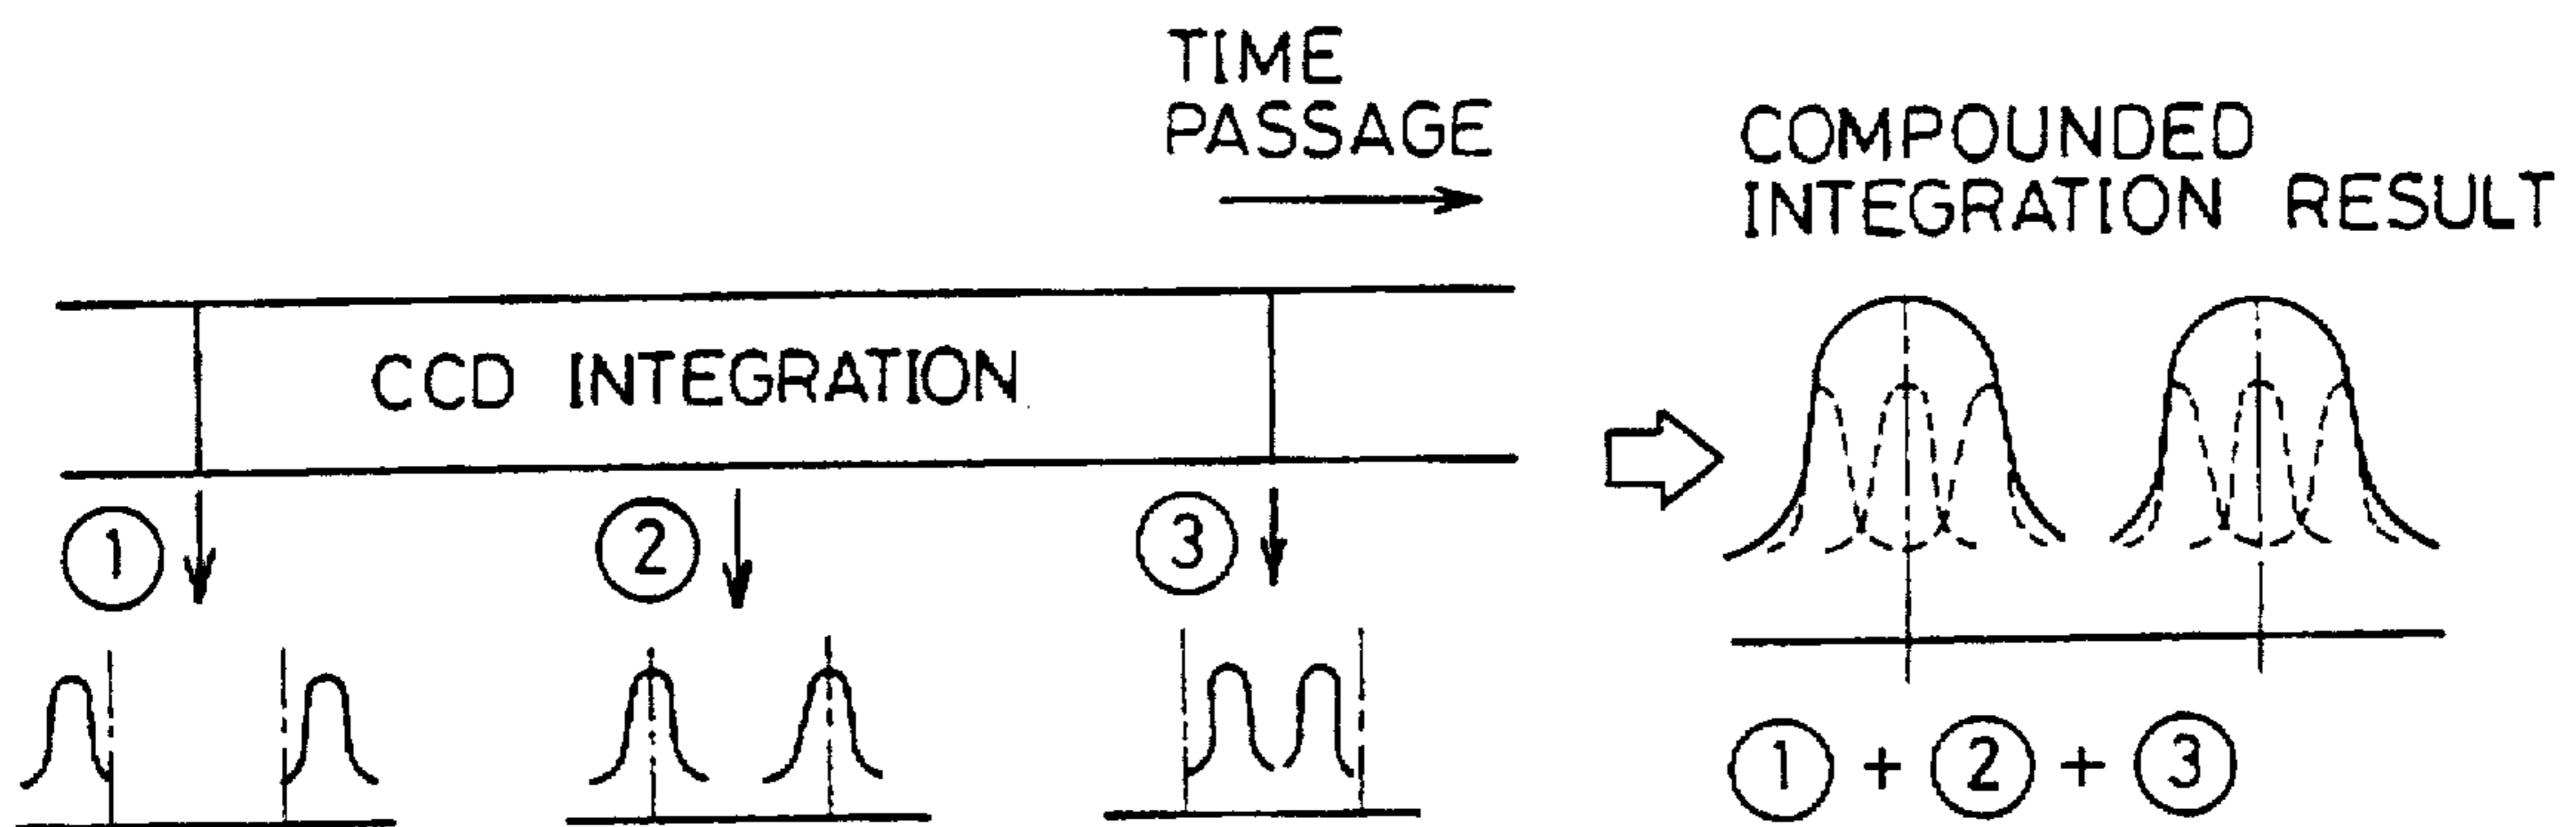 TIME
PASSAGE
COMPOUNDED
INTEGRATION RESULT
CCD INTEGRATION
① ② ③
① + ② + ③